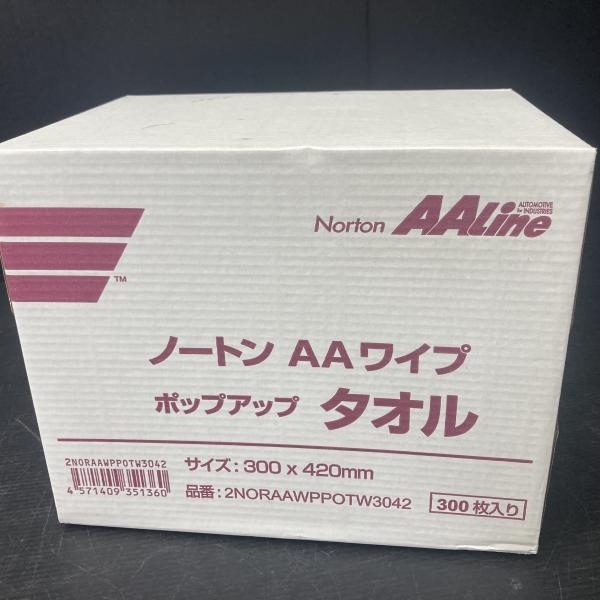 Norton AALine AUTOMOTIVE
by INDUSTRIES
TM
ノートン AAワイプ
ポップアップ タオル
2NORAAWPPOTW3042
4 571409 351360
サイズ:300 x 420mm
品番:2NORAAWPPOTW3042
300枚入り